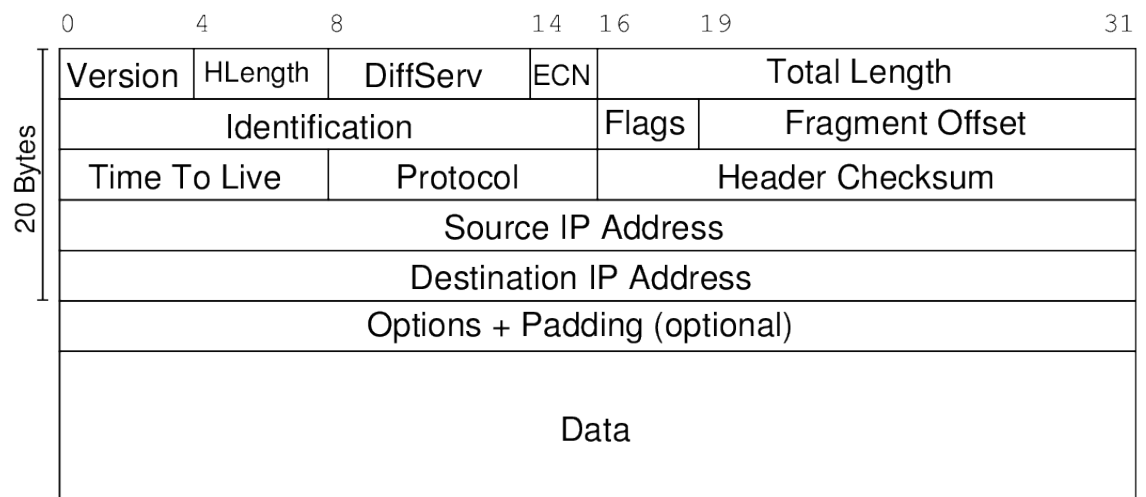 0 4 8 14 16 19 31
Version HLength DiffServ ECN Total Length
Identification Flags Fragment Offset
Time To Live Protocol Header Checksum
Source IP Address
Destination IP Address
Options + Padding (optional)
Data
20 Bytes